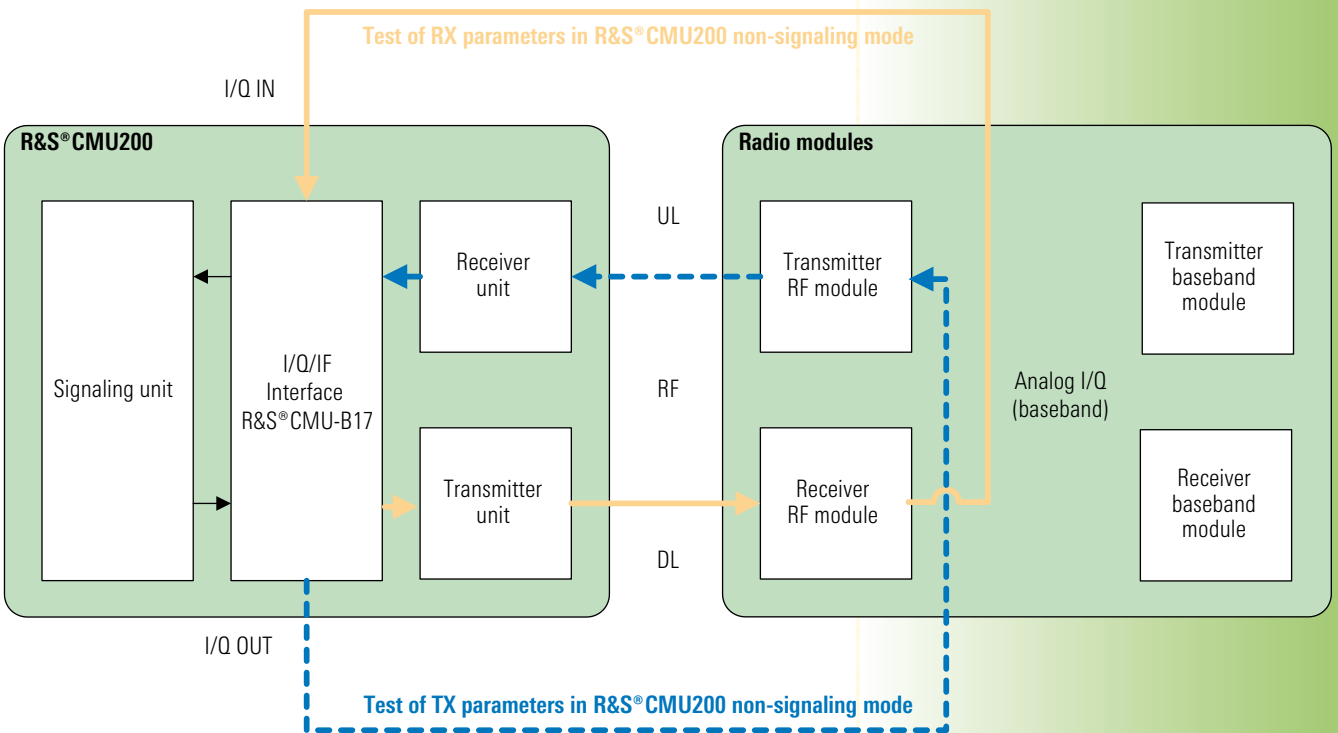 Test of RX parameters in R&S®CMU200 non-signaling mode
I/Q IN
R&S®CMU200
Signaling unit
I/Q/IF
Interface
R&S®CMU-B17
Receiver
unit
Transmitter
unit
UL
RF
DL
Radio modules
Transmitter
RF module
Receiver
RF module
Analog I/Q
(baseband)
Transmitter
baseband
module
Receiver
baseband
module
I/Q OUT
Test of TX parameters in R&S®CMU200 non-signaling mode